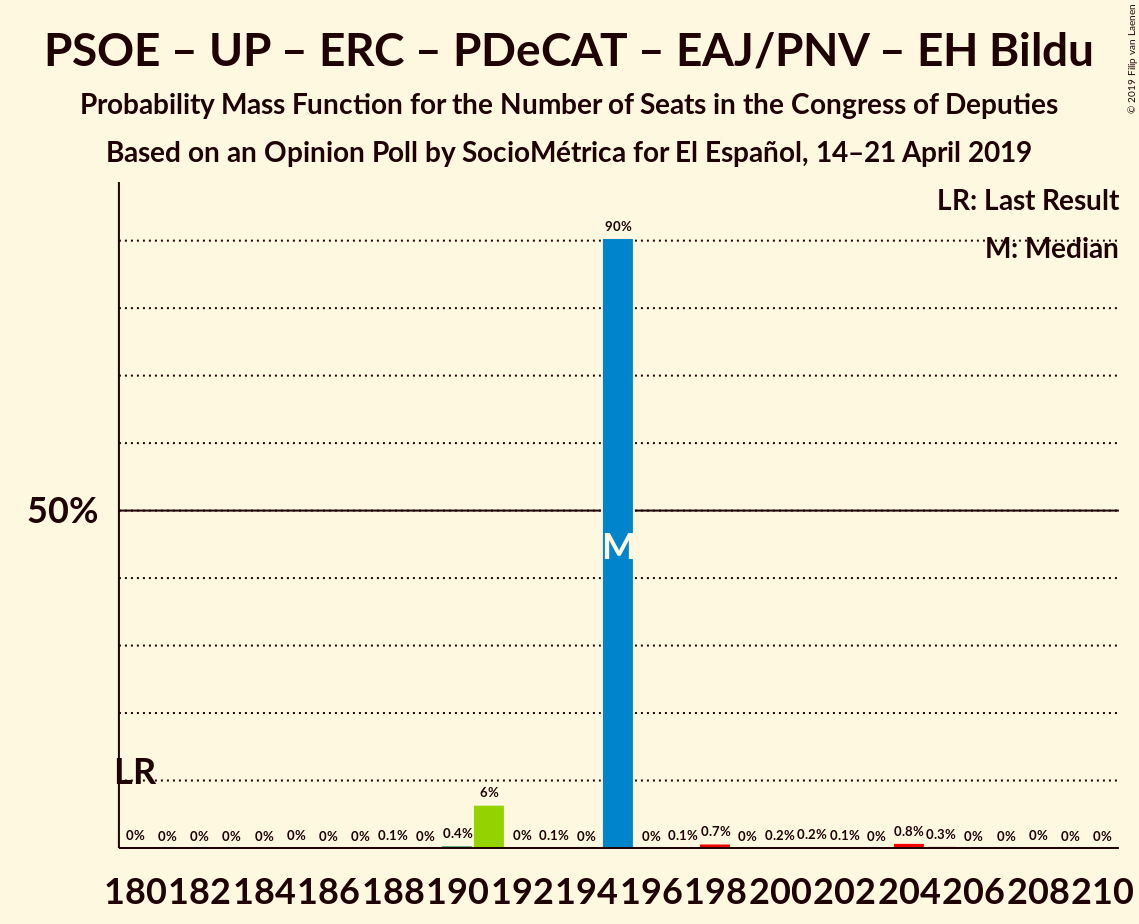 PSOE – UP – ERC – PDeCAT – EAJ/PNV – EH Bildu
Probability Mass Function for the Number of Seats in the Congress of Deputies
Based on an Opinion Poll by SocioMétrica for El Español, 14–21 April 2019
© 2019 Filip van Laenen
LR: Last Result
M: Median
90%
50%
M
LR
6%
0% 0% 0% 0% 0% 0% 0% 0% 0.1% 0% 0.4% 0% 0.1% 0% 0% 0.1% 0.7% 0% 0.2% 0.2% 0.1% 0% 0.8% 0.3% 0% 0% 0% 0% 0%
180 182 184 186 188 190 192 194 196 198 200 202 204 206 208 210